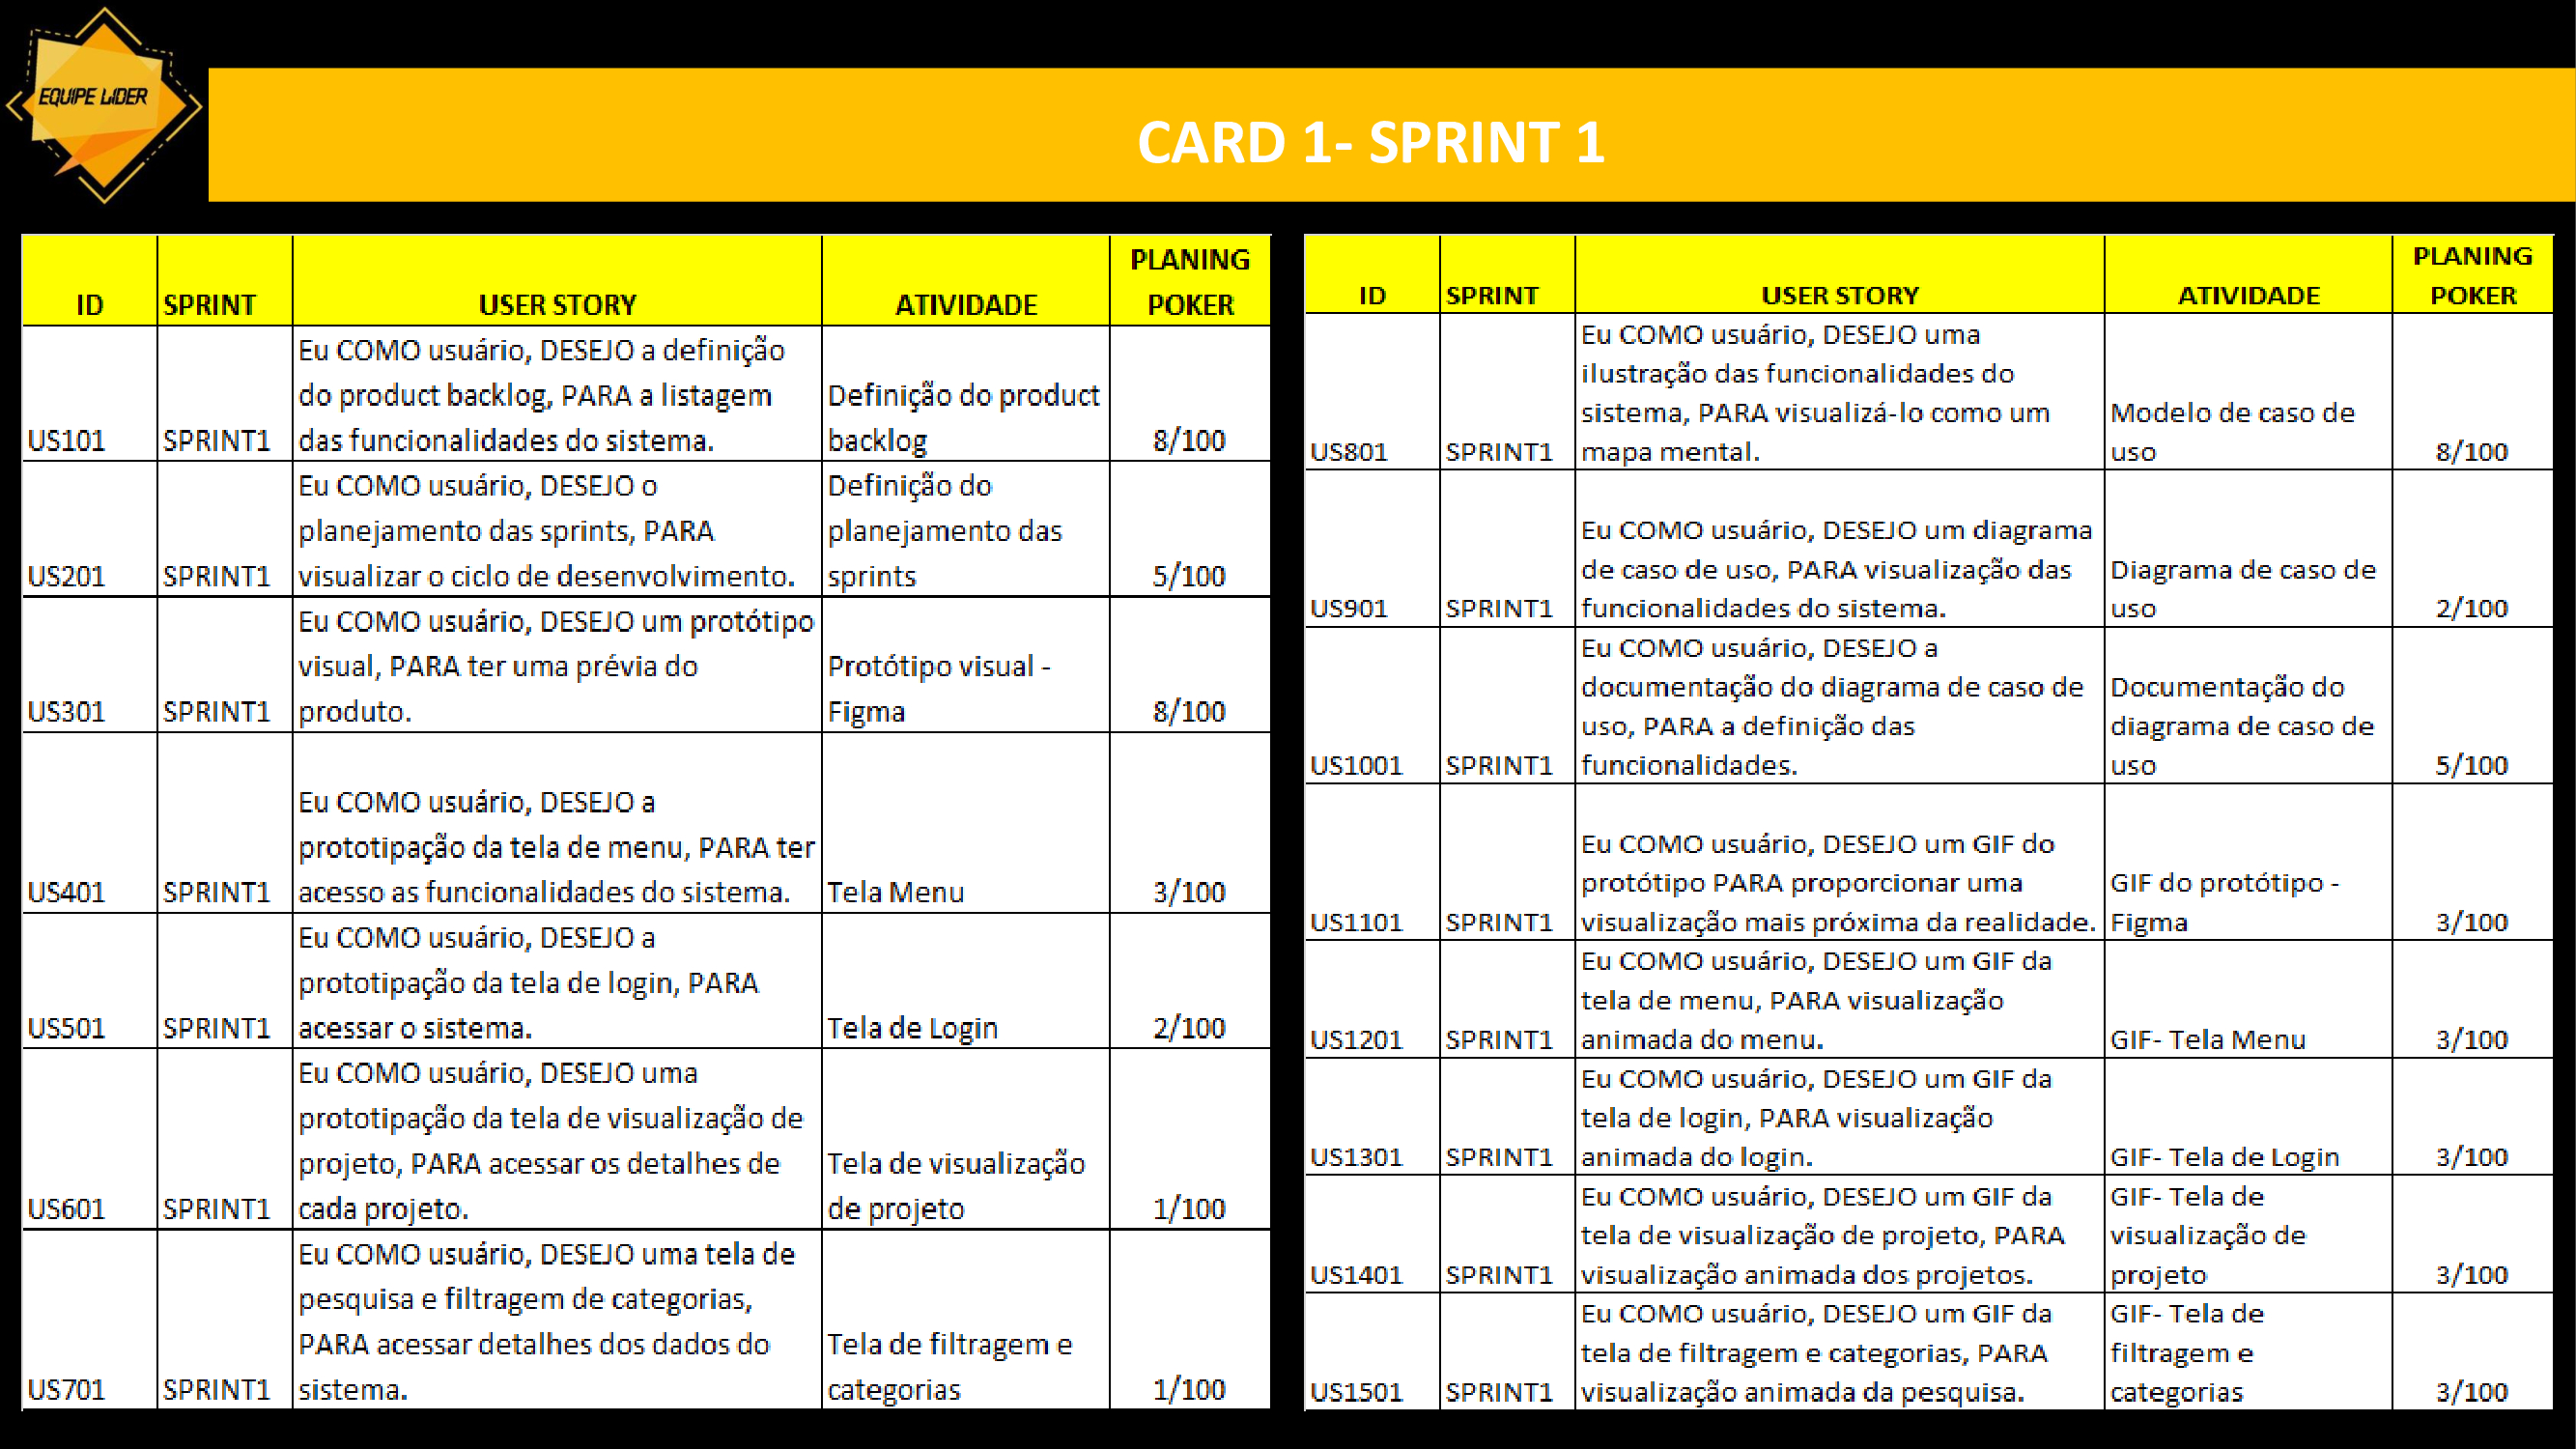 EQUIPE LIDER
CARD 1- SPRINT 1
ID SPRINT USER STORY ATIVIDADE PLANING
POKER
US101 SPRINT1 Eu COMO usuário, DESEJO a definição
do product backlog, PARA a listagem
das funcionalidades do sistema. Definição do product
backlog 8/100
US201 SPRINT1 Eu COMO usuário, DESEJO o
planejamento das sprints, PARA
visualizar o ciclo de desenvolvimento. Definição do
planejamento das
sprints 5/100
US301 SPRINT1 Eu COMO usuário, DESEJO um protótipo
visual, PARA ter uma prévia do
produto. Protótipo visual -
Figma 8/100
US401 SPRINT1 Eu COMO usuário, DESEJO a
prototipação da tela de menu, PARA ter
acesso as funcionalidades do sistema. Tela Menu 3/100
US501 SPRINT1 Eu COMO usuário, DESEJO a
prototipação da tela de login, PARA
acessar o sistema. Tela de Login 2/100
US601 SPRINT1 Eu COMO usuário, DESEJO uma
prototipação da tela de visualização de
projeto, PARA acessar os detalhes de
cada projeto. Tela de visualização
de projeto 1/100
US701 SPRINT1 Eu COMO usuário, DESEJO uma tela de
pesquisa e filtragem de categorias,
PARA acessar detalhes dos dados do
sistema. Tela de filtragem e
categorias 1/100
ID SPRINT USER STORY ATIVIDADE PLANING
POKER
US801 SPRINT1 Eu COMO usuário, DESEJO uma
ilustração das funcionalidades do
sistema, PARA visualizá-lo como um
mapa mental. Modelo de caso de
uso 8/100
US901 SPRINT1 Eu COMO usuário, DESEJO um diagrama
de caso de uso, PARA visualização das
funcionalidades do sistema. Diagrama de caso de
uso 2/100
US1001 SPRINT1 Eu COMO usuário, DESEJO a
documentação do diagrama de caso de
uso, PARA a definição das
funcionalidades. Documentação do
diagrama de caso de
uso 5/100
US1101 SPRINT1 Eu COMO usuário, DESEJO um GIF do
protótipo PARA proporcionar uma
visualização mais próxima da realidade. GIF do protótipo -
Figma 3/100
US1201 SPRINT1 Eu COMO usuário, DESEJO um GIF da
tela de menu, PARA visualização
animada do menu. GIF- Tela Menu 3/100
US1301 SPRINT1 Eu COMO usuário, DESEJO um GIF da
tela de login, PARA visualização
animada do login. GIF- Tela de Login 3/100
US1401 SPRINT1 Eu COMO usuário, DESEJO um GIF da
tela de visualização de projeto, PARA
visualização animada dos projetos. GIF- Tela de
visualização de
projeto 3/100
US1501 SPRINT1 Eu COMO usuário, DESEJO um GIF da
tela de filtragem e categorias, PARA
visualização animada da pesquisa. GIF- Tela de
filtragem e
categorias 3/100